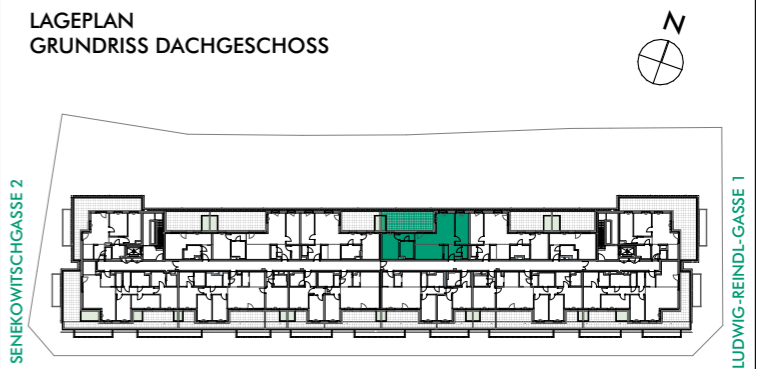 LAGEPLAN
GRUNDRISS DACHGESCHOSS
N
SENEKOWITSCHGASSE 2
LUDWIG-REINDL-GASSE 1